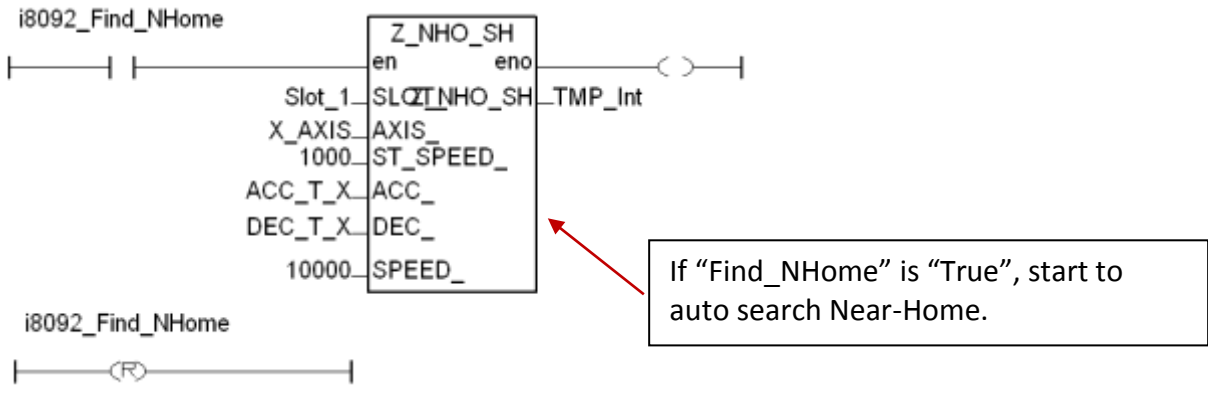 i8092_Find_NHome
Z_NHO_SH
en eno
Slot_1 SLOT_ Z_NHO_SH TMP_Int
X_AXIS AXIS_
1000 ST_SPEED_
ACC_T_X ACC_
DEC_T_X DEC_
10000 SPEED_
If “Find_NHome” is “True”, start to
auto search Near-Home.
i8092_Find_NHome
(R)